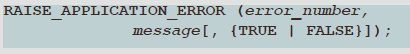 RAISE_APPLICATION_ERROR (error_number,
message[, {TRUE | FALSE}]);